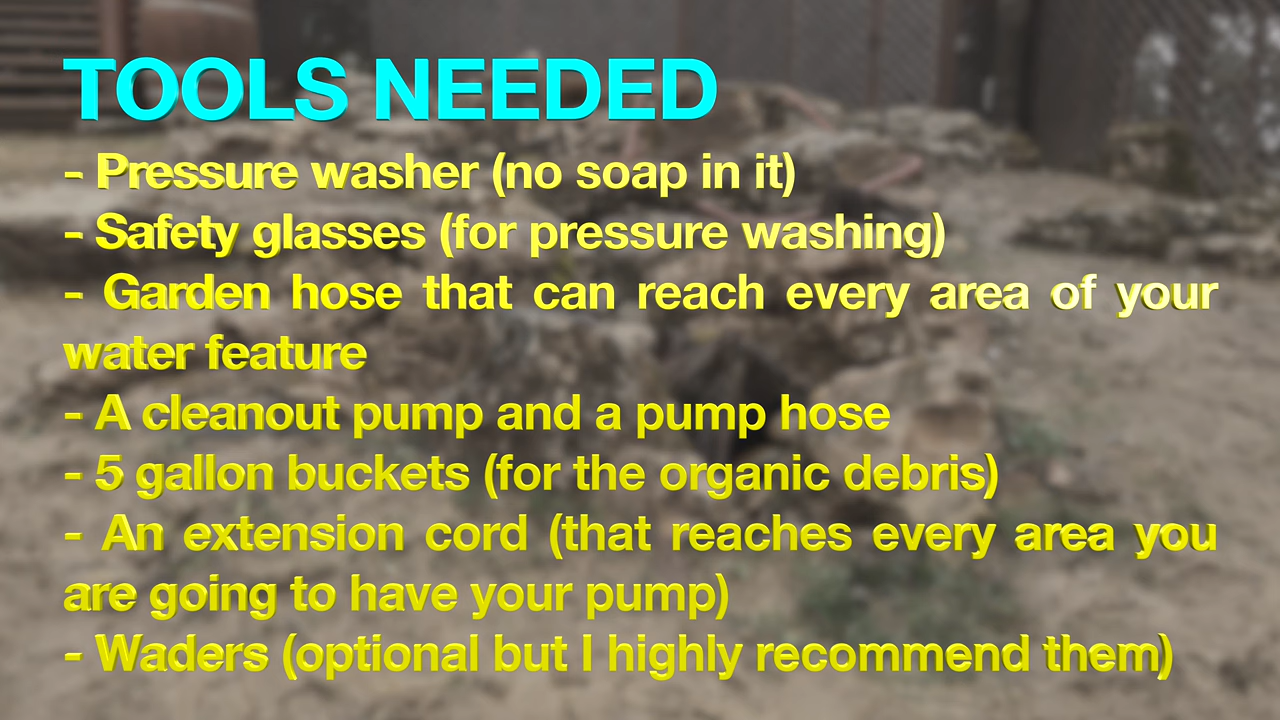 TOOLS NEEDED
- Pressure washer (no soap in it)
- Safety glasses (for pressure washing)
- Garden hose that can reach every area of your
water feature
- A cleanout pump and a pump hose
- 5 gallon buckets (for the organic debris)
- An extension cord (that reaches every area you
are going to have your pump)
- Waders (optional but I highly recommend them)